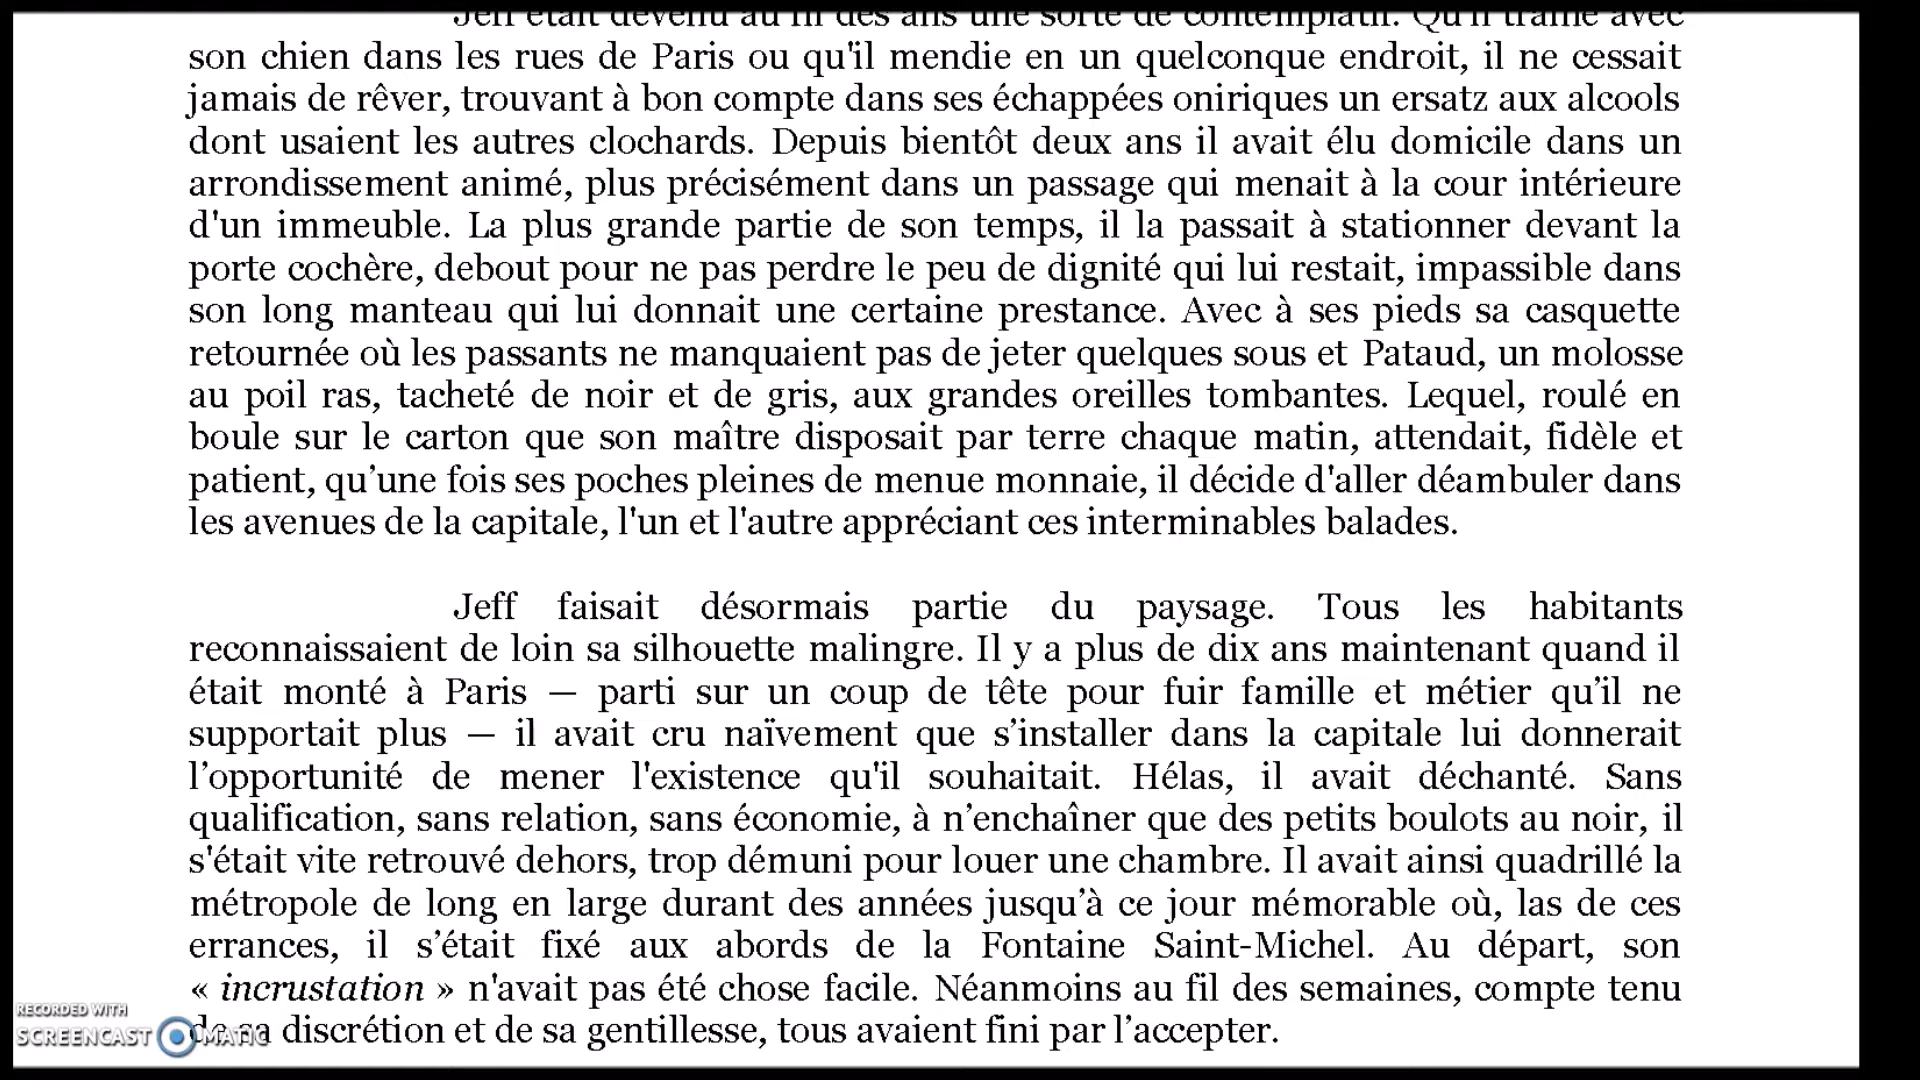 Jeff était devenu au fil des ans une sorte de contemplatif. Qu'il traîne avec
son chien dans les rues de Paris ou qu'il mendie en un quelconque endroit, il ne cessait
jamais de rêver, trouvant à bon compte dans ses échappées oniriques un ersatz aux alcools
dont usaient les autres clochards. Depuis bientôt deux ans il avait élu domicile dans un
arrondissement animé, plus précisément dans un passage qui menait à la cour intérieure
d'un immeuble. La plus grande partie de son temps, il la passait à stationner devant la
porte cochère, debout pour ne pas perdre le peu de dignité qui lui restait, impassible dans
son long manteau qui lui donnait une certaine prestance. Avec à ses pieds sa casquette
retournée où les passants ne manquaient pas de jeter quelques sous et Pataud, un molosse
au poil ras, tacheté de noir et de gris, aux grandes oreilles tombantes. Lequel, roulé en
boule sur le carton que son maître disposait par terre chaque matin, attendait, fidèle et
patient, qu’une fois ses poches pleines de menue monnaie, il décide d'aller déambuler dans
les avenues de la capitale, l'un et l'autre appréciant ces interminables balades.
Jeff faisait désormais partie du paysage. Tous les habitants
reconnaissaient de loin sa silhouette malingre. Il y a plus de dix ans maintenant quand il
était monté à Paris — parti sur un coup de tête pour fuir famille et métier qu’il ne
supportait plus — il avait cru naïvement que s’installer dans la capitale lui donnerait
l’opportunité de mener l'existence qu'il souhaitait. Hélas, il avait déchanté. Sans
qualification, sans relation, sans économie, à n’enchaîner que des petits boulots au noir, il
s'était vite retrouvé dehors, trop démuni pour louer une chambre. Il avait ainsi quadrillé la
métropole de long en large durant des années jusqu’à ce jour mémorable où, las de ces
errances, il s’était fixé aux abords de la Fontaine Saint-Michel. Au départ, son
« incrustation » n'avait pas été chose facile. Néanmoins au fil des semaines, compte tenu
de sa discrétion et de sa gentillesse, tous avaient fini par l’accepter.
RECORDED WITH
SCREENCAST MATIC